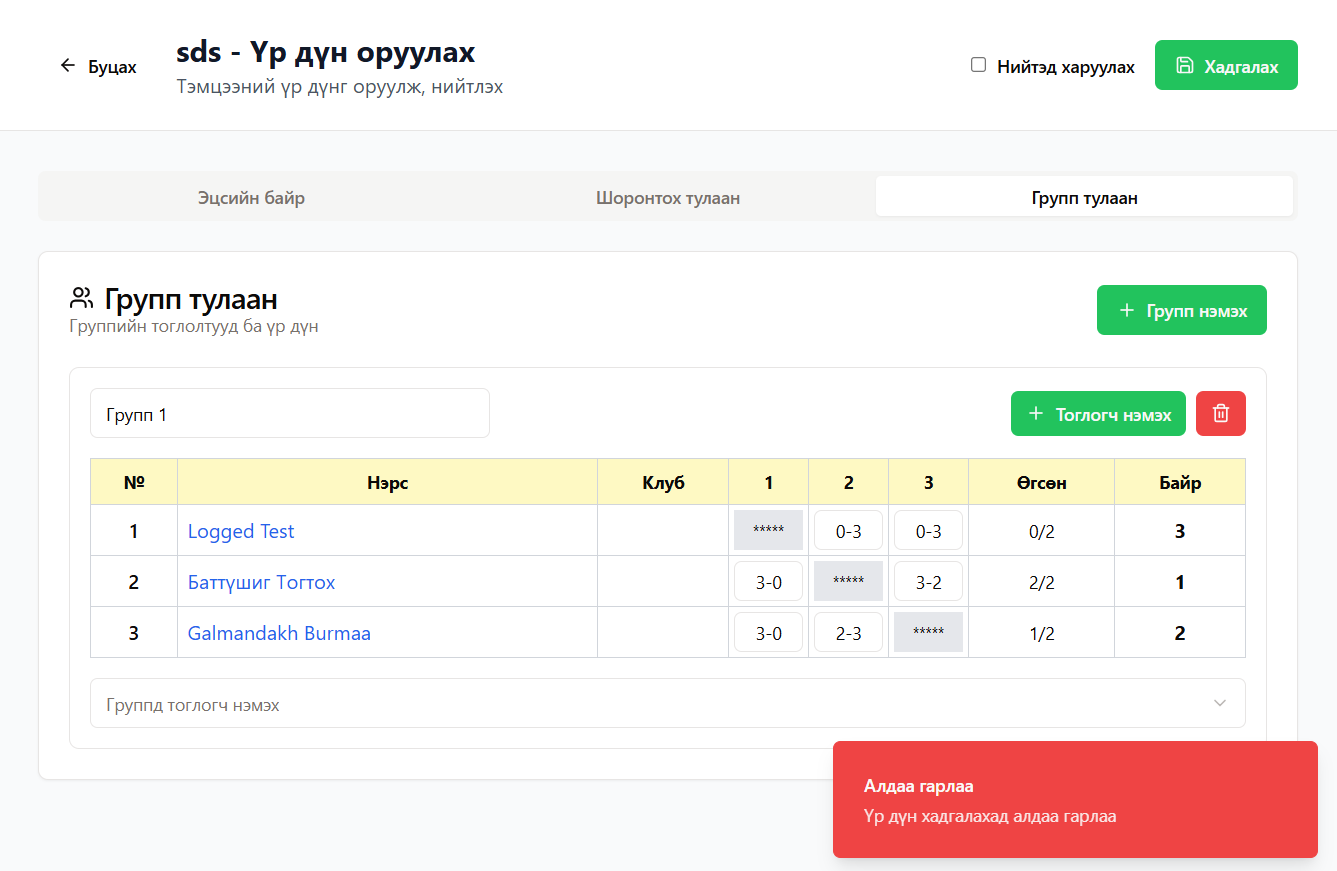 Буцах
sds - Үр дүн оруулах
Тэмцээний үр дүнг оруулж, нийтлэх
Нийтэд харуулах
Хадгалах
Эцсийн байр
Шоронтох тулаан
Групп тулаан
Групп тулаан
Группийн тоглолтууд ба үр дүн
Групп нэмэх
Групп 1
Тоглогч нэмэх
№ Нэрс Клуб 1 2 3 Өгсөн Байр
1 Logged Test ***** 0-3 0-3 0/2 3
2 Баттүшиг Тогтох 3-0 ***** 3-2 2/2 1
3 Galmandakh Burmaa 3-0 2-3 ***** 1/2 2
Группд тоглогч нэмэх
Алдаа гарлаа
Үр дүн хадгалахад алдаа гарлаа